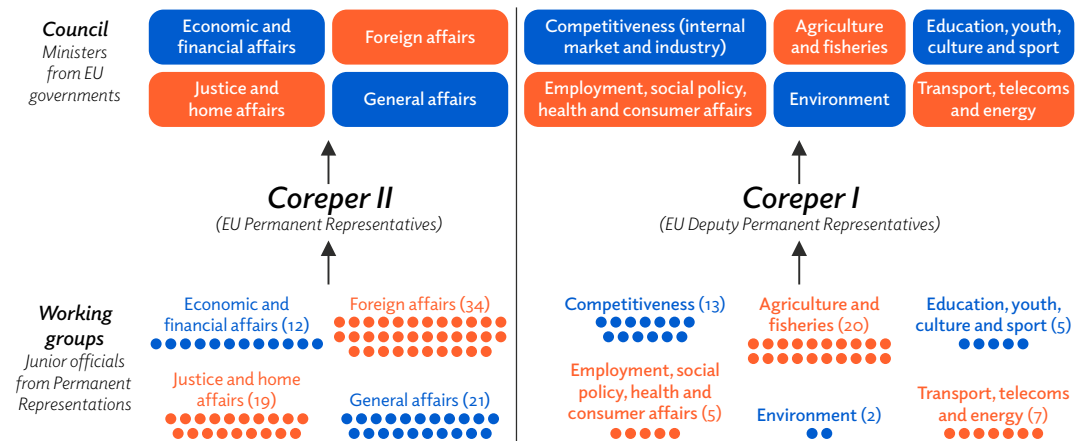 Council
Ministers
from EU
governments
Economic and
financial affairs
Foreign affairs
Justice and
home affairs
General affairs
Competitiveness (internal
market and industry)
Agriculture
and fisheries
Education, youth,
culture and sport
Employment, social policy,
health and consumer affairs
Environment
Transport, telecoms
and energy
Coreper II
(EU Permanent Representatives)
Coreper I
(EU Deputy Permanent Representatives)
Working
groups
Junior officials
from Permanent
Representations
Economic and
financial affairs (12)
Foreign affairs (34)
Justice and home
affairs (19)
General affairs (21)
Competitiveness (13)
Agriculture and
fisheries (20)
Education, youth,
culture and sport (5)
Employment, social
policy, health and
consumer affairs (5)
Environment (2)
Transport, telecoms
and energy (7)